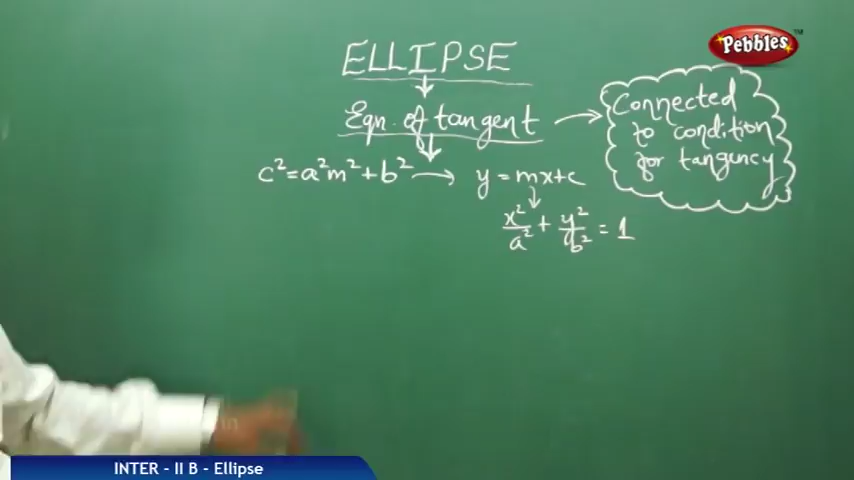 Pebbles™
ELLIPSE
Eqn. of tangent
Connected
to condition
for tangency
c²=a²m²+b² → y = mx+c
x²/a² + y²/b² = 1
INTER - II B - Ellipse